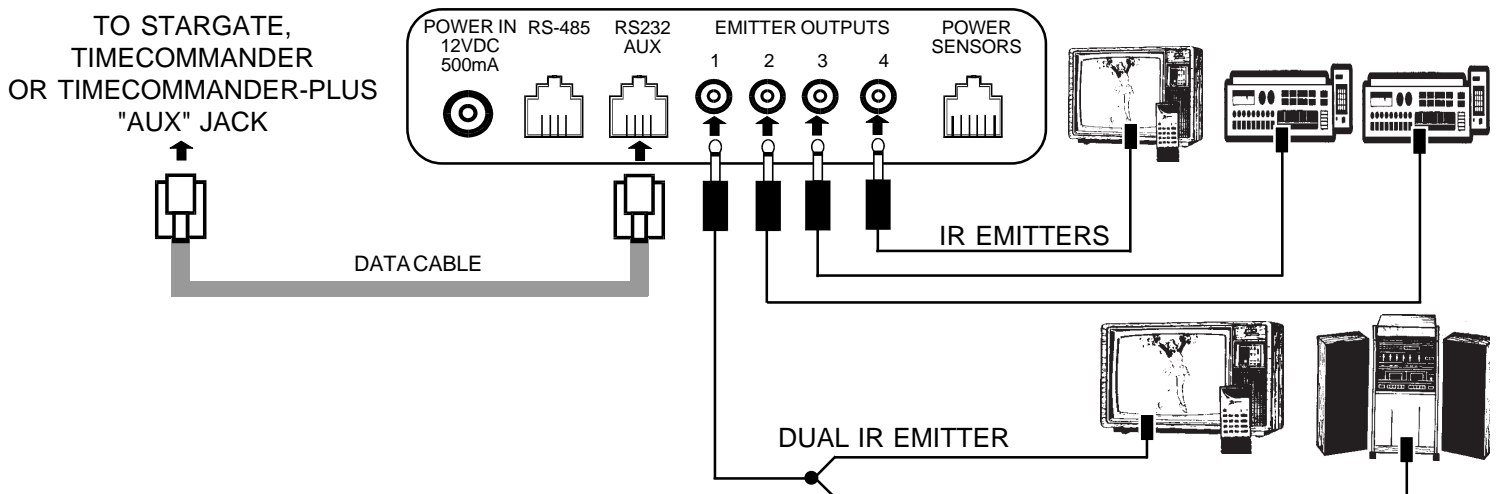 TO STARGATE,
TIMECOMMANDER
OR TIMECOMMANDER-PLUS
"AUX" JACK
POWER IN
12VDC
500mA
RS-485
RS232
AUX
EMITTER OUTPUTS
1 2 3 4
POWER
SENSORS
IR EMITTERS
DATA CABLE
DUAL IR EMITTER